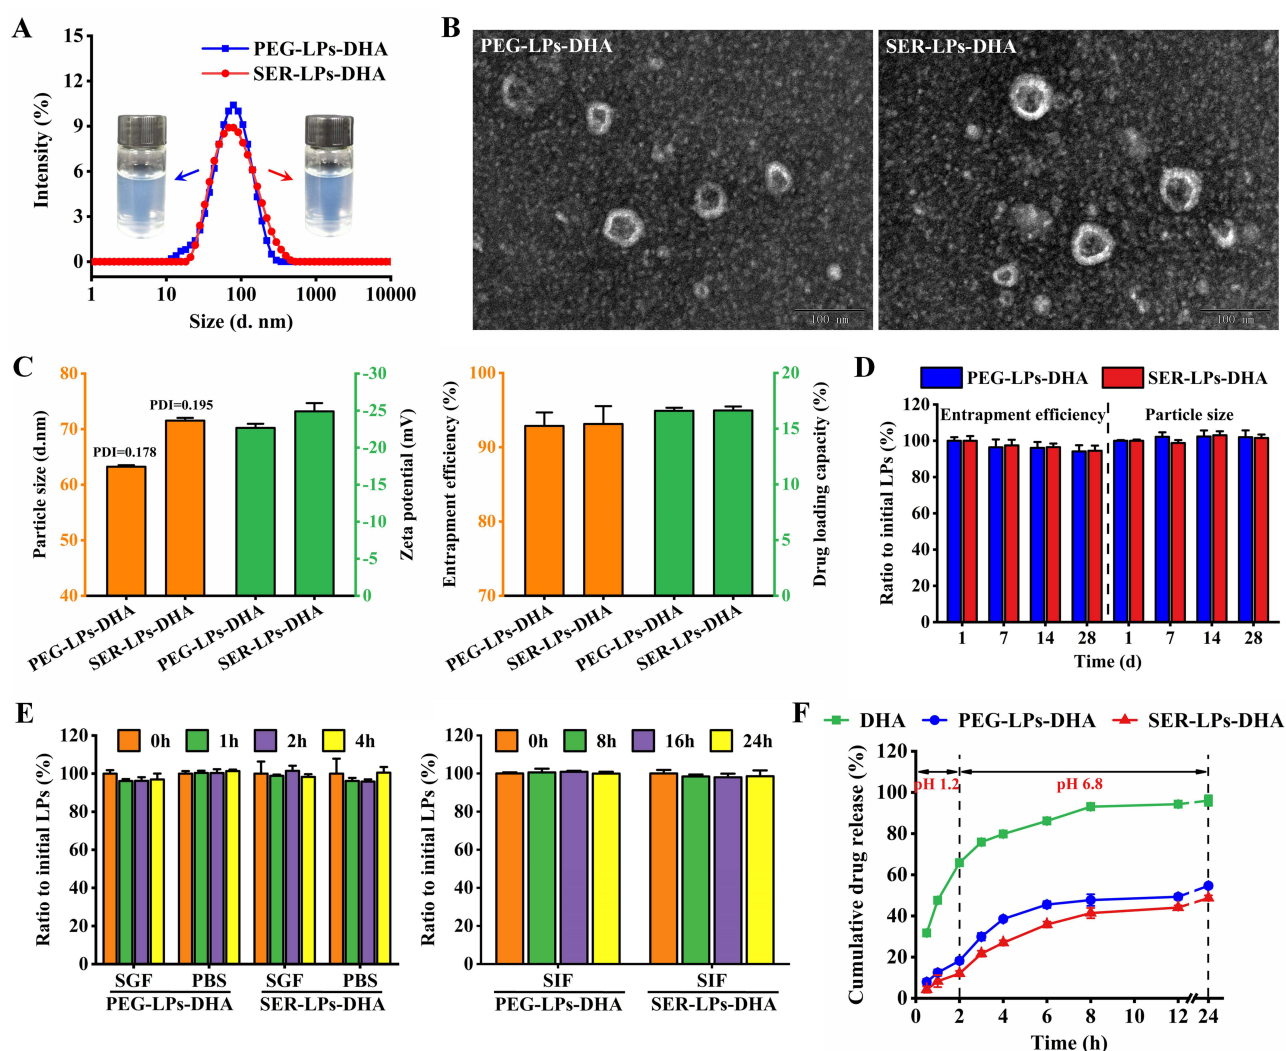 A
15
12
9
6
3
0
Intensity (%)
PEG-LPs-DHA
SER-LPs-DHA
1 10 100 1000 10000
Size (d. nm)
B
PEG-LPs-DHA
100 nm
SER-LPs-DHA
100 nm
C
80
70
60
50
40
Particle size (d.nm)
PDI=0.178
PDI=0.195
-30
-25
-20
-15
-10
-5
0
Zeta potential (mV)
PEG-LPs-DHA
SER-LPs-DHA
PEG-LPs-DHA
SER-LPs-DHA
100
90
80
70
Entrapment efficiency (%)
20
15
10
5
0
Drug loading capacity (%)
PEG-LPs-DHA
SER-LPs-DHA
PEG-LPs-DHA
SER-LPs-DHA
D
PEG-LPs-DHA SER-LPs-DHA
120
100
80
60
40
20
0
Ratio to initial LPs (%)
Entrapment efficiency
Particle size
1 7 14 28 1 7 14 28
Time (d)
E
0h 1h 2h 4h
120
100
80
60
40
20
0
Ratio to initial LPs (%)
SGF PBS SGF PBS
PEG-LPs-DHA SER-LPs-DHA
0h 8h 16h 24h
120
100
80
60
40
20
0
Ratio to initial LPs (%)
SIF SIF
PEG-LPs-DHA SER-LPs-DHA
F
DHA PEG-LPs-DHA SER-LPs-DHA
120
100
80
60
40
20
0
Cumulative drug release (%)
pH 1.2
pH 6.8
0 2 4 6 8 10 12 24
Time (h)